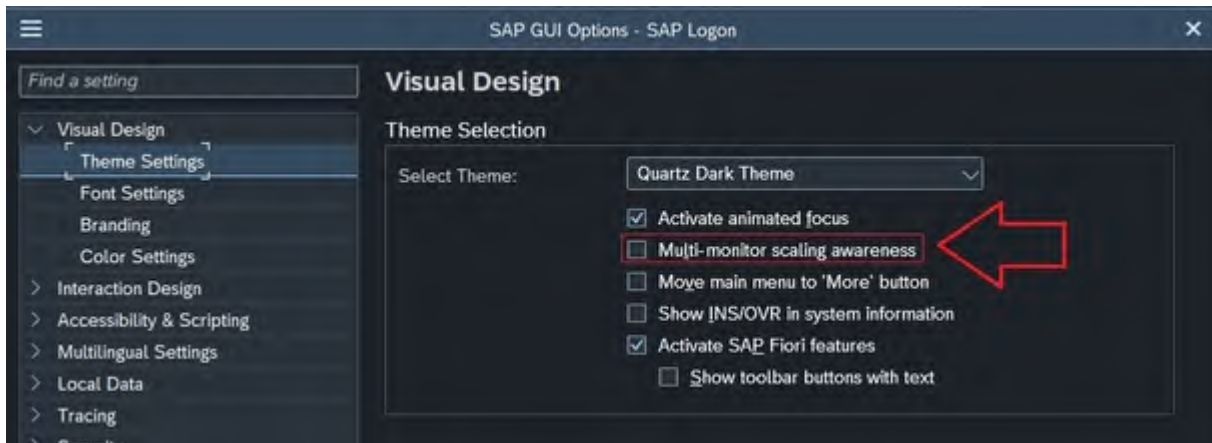 SAP GUI Options - SAP Logon
Find a setting
Visual Design
Theme Settings
Font Settings
Branding
Color Settings
Interaction Design
Accessibility & Scripting
Multilingual Settings
Local Data
Tracing
Visual Design
Theme Selection
Select Theme:
Quartz Dark Theme
Activate animated focus
Multi-monitor scaling awareness
Move main menu to 'More' button
Show INS/OVR in system information
Activate SAP Fiori features
Show toolbar buttons with text